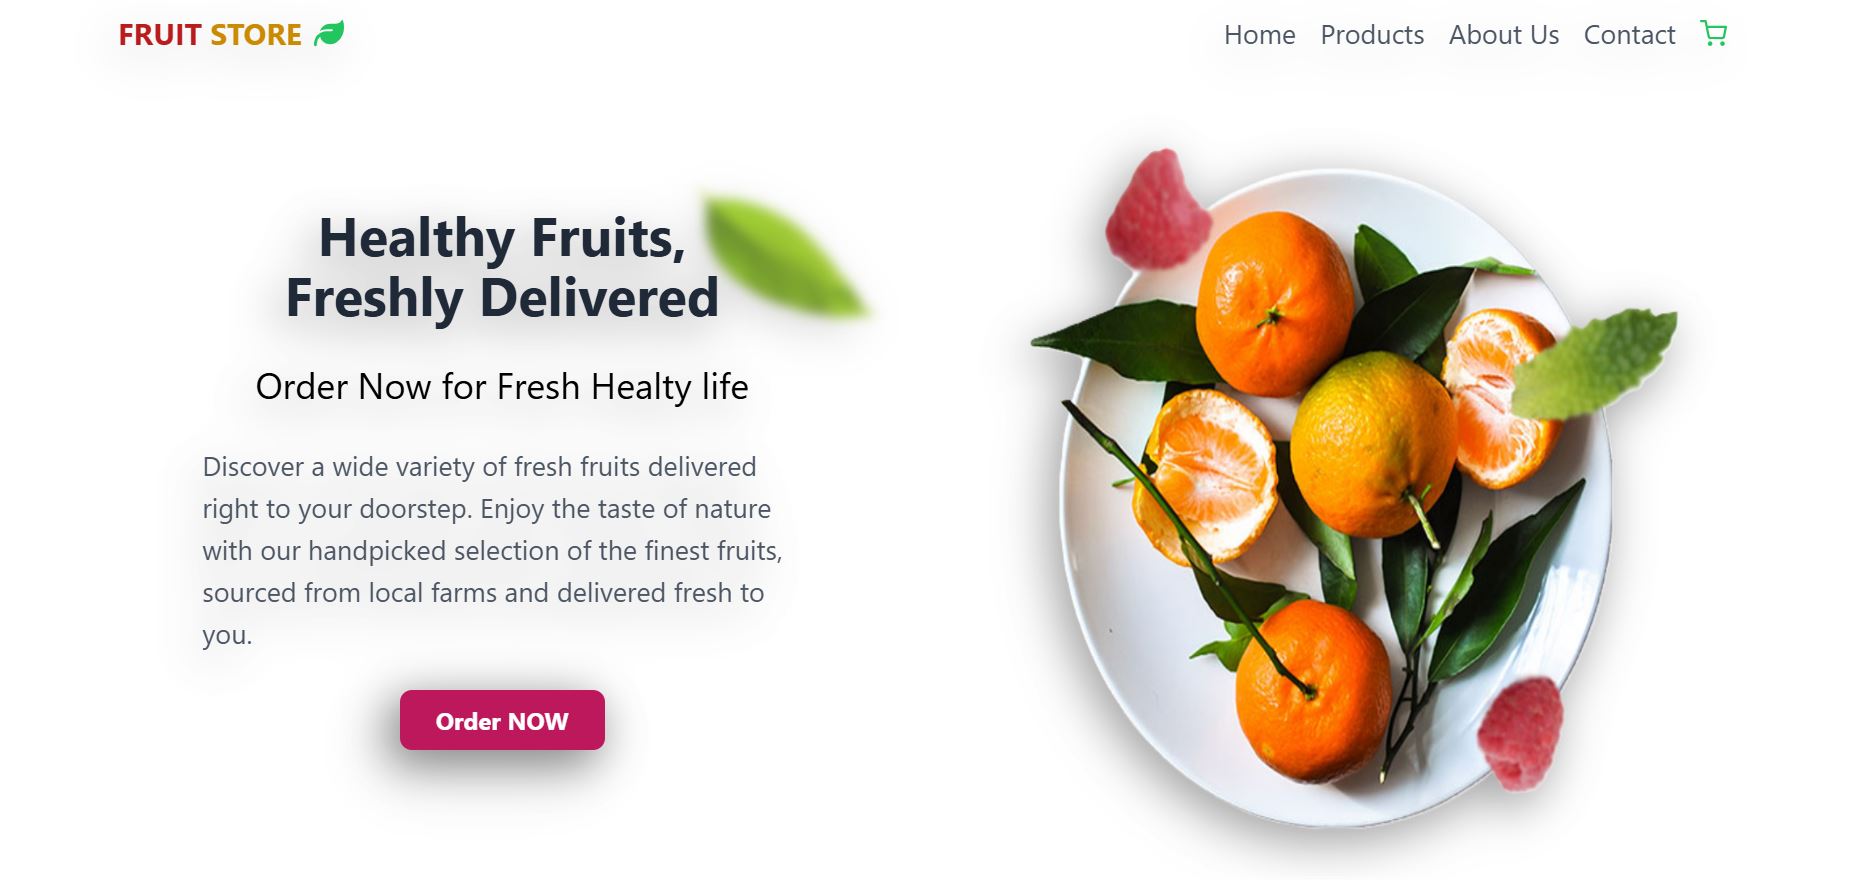 FRUIT STORE
Home Products About Us Contact
Healthy Fruits,
Freshly Delivered
Order Now for Fresh Healty life
Discover a wide variety of fresh fruits delivered
right to your doorstep. Enjoy the taste of nature
with our handpicked selection of the finest fruits,
sourced from local farms and delivered fresh to
you.
Order NOW